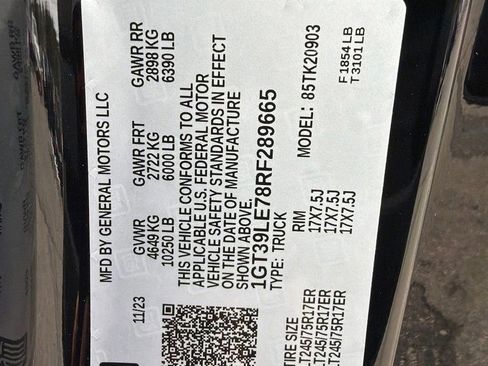 MFD BY GENERAL MOTORS LLC
11/23 GVWR GAWR FRT GAWR RR
4649KG 2722 KG 2898 KG
10250 LB 6000 LB 6390 LB
THIS VEHICLE CONFORMS TO ALL
APPLICABLE U.S. FEDERAL MOTOR
VEHICLE SAFETY STANDARDS IN EFFECT
ON THE DATE OF MANUFACTURE
SHOWN ABOVE.
1GT39LE78RF289665
TYPE: TRUCK MODEL: 85TK20903
TIRE SIZE RIM
LT245/75R17ER 17X7.5J F 1854 LB
LT245/75R17ER 17X7.5J T 3101 LB
LT245/75R17ER 17X7.5J